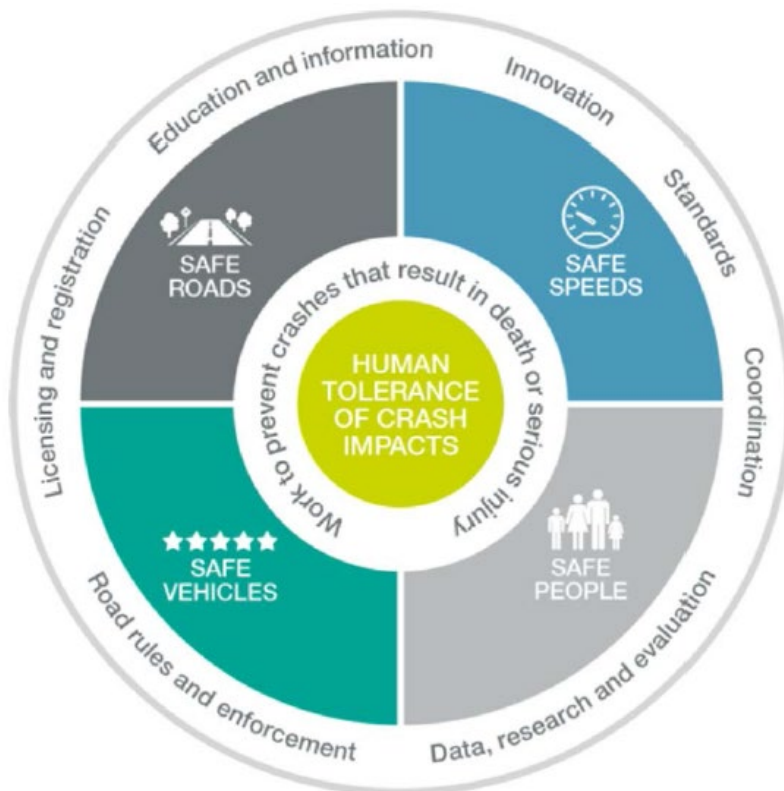 Education and information
Innovation
Standards
Coordination
Data, research and evaluation
Road rules and enforcement
Licensing and registration
SAFE
ROADS
SAFE
SPEEDS
Work to prevent crashes that result in death or serious injury
HUMAN
TOLERANCE
OF CRASH
IMPACTS
SAFE
VEHICLES
SAFE
PEOPLE